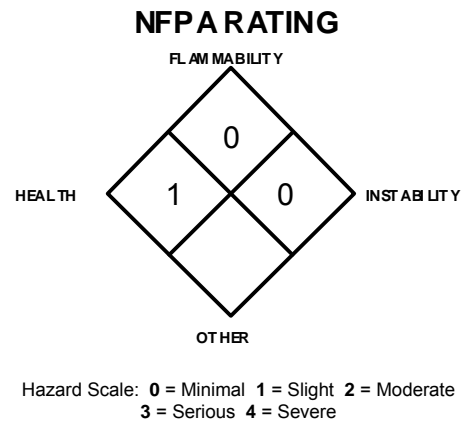 NFPA RATING
FLAMMABILITY
0
HEALTH 1 0 INSTABILITY
OTHER
Hazard Scale: 0 = Minimal 1 = Slight 2 = Moderate
3 = Serious 4 = Severe